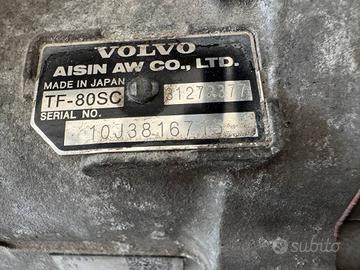 VOLVO
AISIN AW CO., LTD.
MADE IN JAPAN
TF-80SC
SERIAL NO.
subito